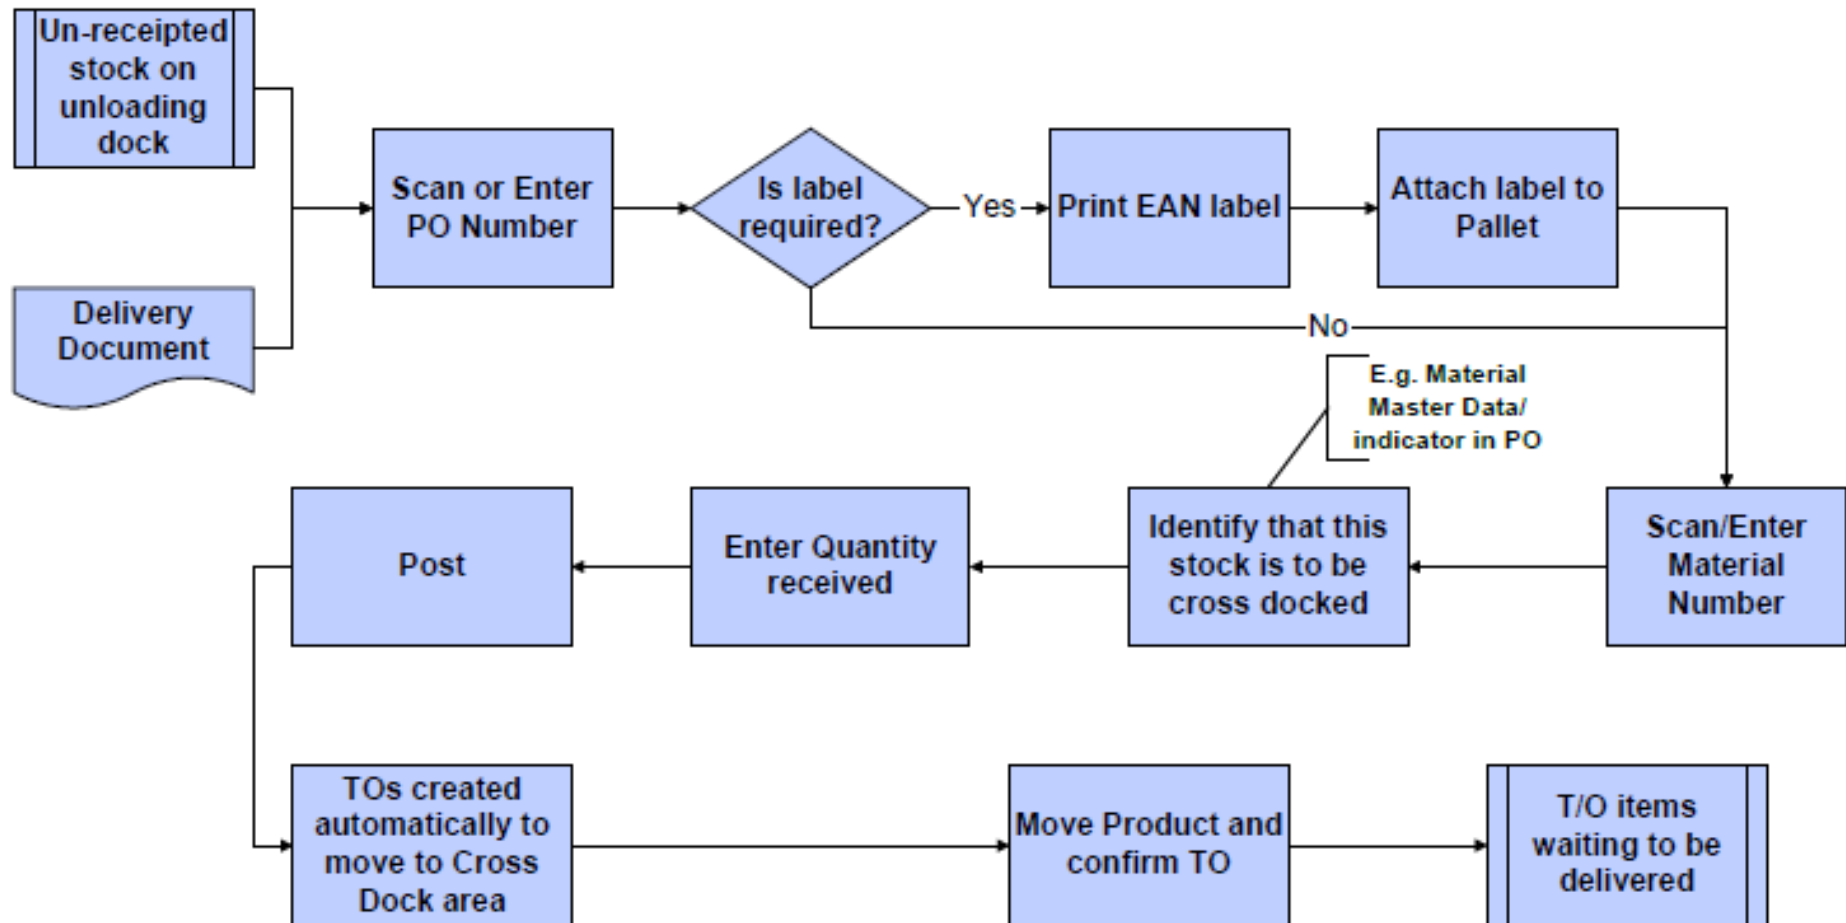 Un-receipted
stock on
unloading
dock
Delivery
Document
Scan or Enter
PO Number
Is label
required?
Yes
Print EAN label
Attach label to
Pallet
No
E.g. Material
Master Data/
indicator in PO
Scan/Enter
Material
Number
Identify that this
stock is to be
cross docked
Enter Quantity
received
Post
TOs created
automatically to
move to Cross
Dock area
Move Product and
confirm TO
T/O items
waiting to be
delivered